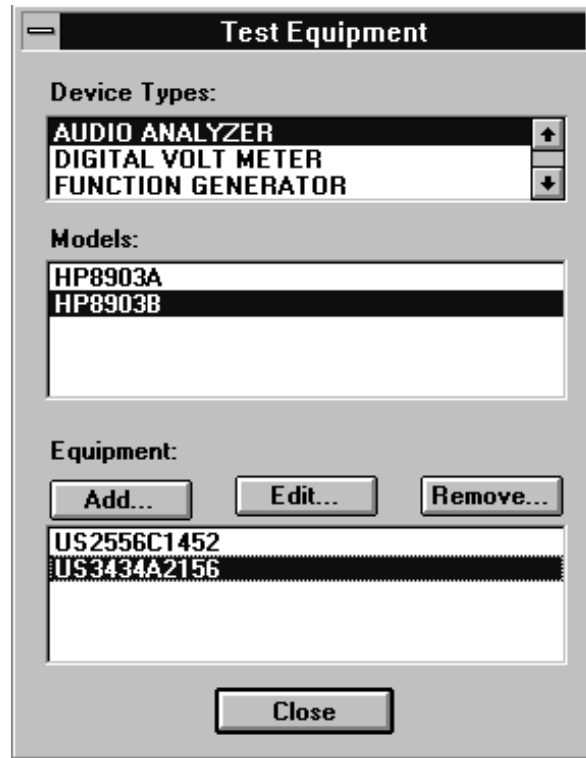 Test Equipment
Device Types:
AUDIO ANALYZER
DIGITAL VOLT METER
FUNCTION GENERATOR
Models:
HP8903A
HP8903B
Equipment:
Add... Edit... Remove...
US2556C1452
US3434A2156
Close